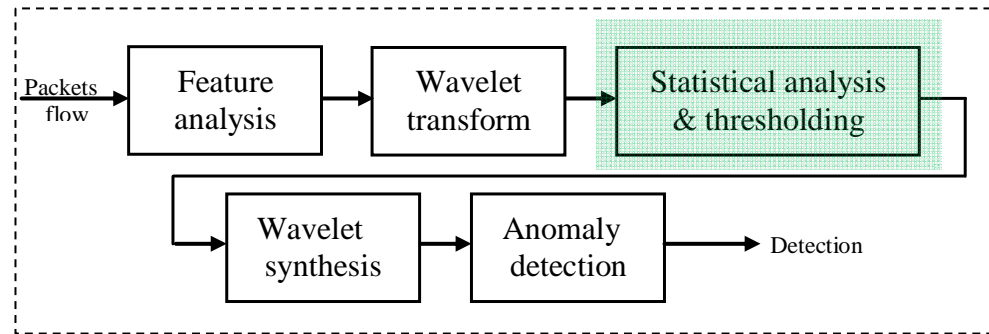 Packets
flow
Feature
analysis
Wavelet
transform
Statistical analysis
& thresholding
Wavelet
synthesis
Anomaly
detection
Detection